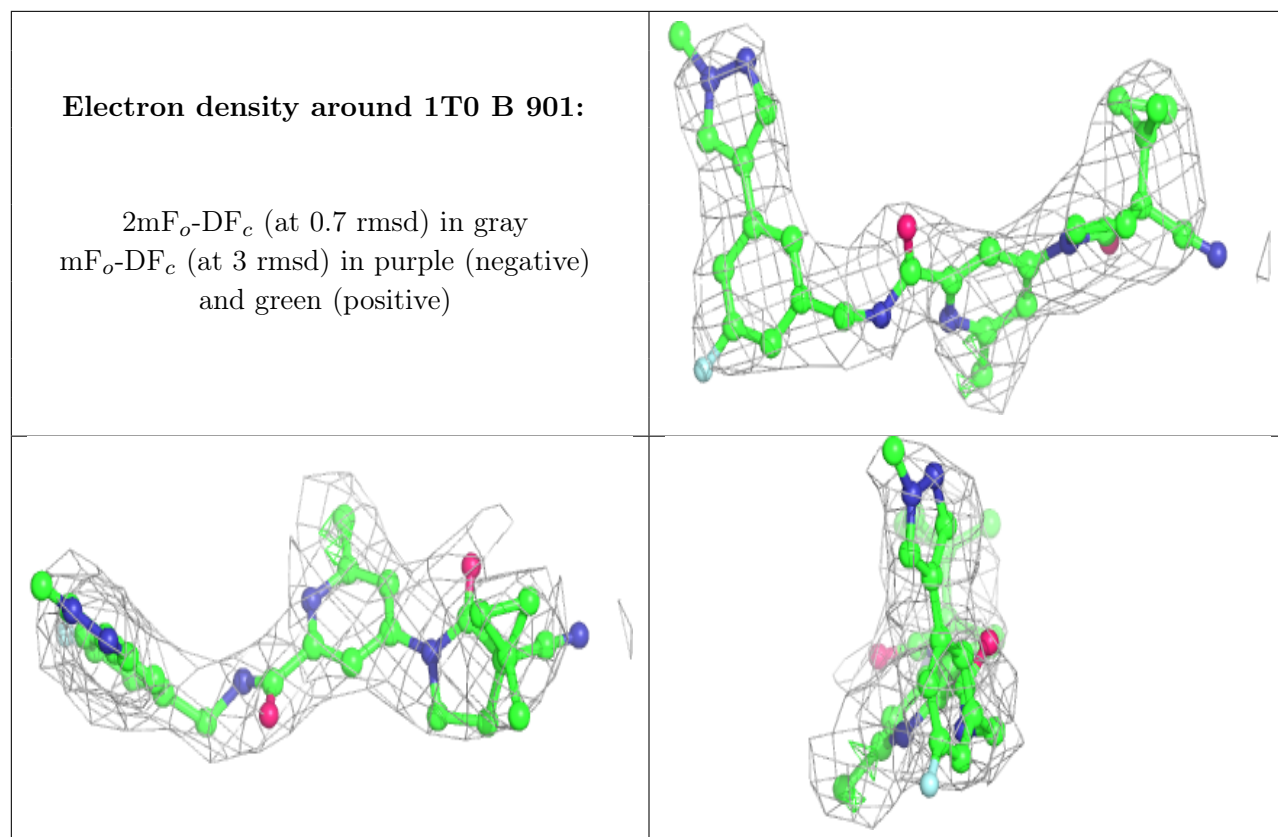 Electron density around 1T0 B 901:
2mFo-DFc (at 0.7 rmsd) in gray
mFo-DFc (at 3 rmsd) in purple (negative)
and green (positive)